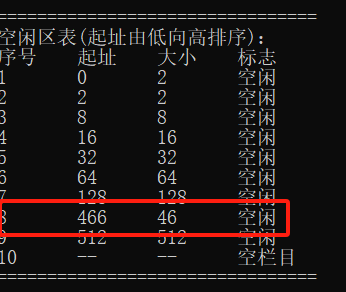 ================================
空闲区表(起址由低向高排序):
序号 起址 大小 标志
1 0 2 空闲
2 2 2 空闲
3 8 8 空闲
4 16 16 空闲
5 32 32 空闲
6 64 64 空闲
7 128 128 空闲
8 466 46 空闲
9 512 512 空闲
10 -- -- 空栏目
================================